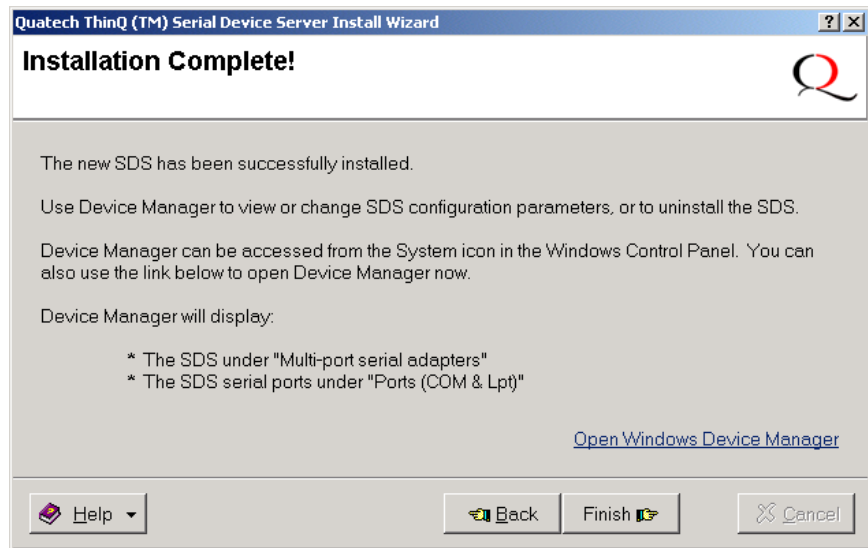 Quatech ThinQ (TM) Serial Device Server Install Wizard
Installation Complete!
The new SDS has been successfully installed.
Use Device Manager to view or change SDS configuration parameters, or to uninstall the SDS.
Device Manager can be accessed from the System icon in the Windows Control Panel.  You can
also use the link below to open Device Manager now.
Device Manager will display:
* The SDS under "Multi-port serial adapters"
* The SDS serial ports under "Ports (COM & Lpt)"
Open Windows Device Manager
Help Back Finish Cancel